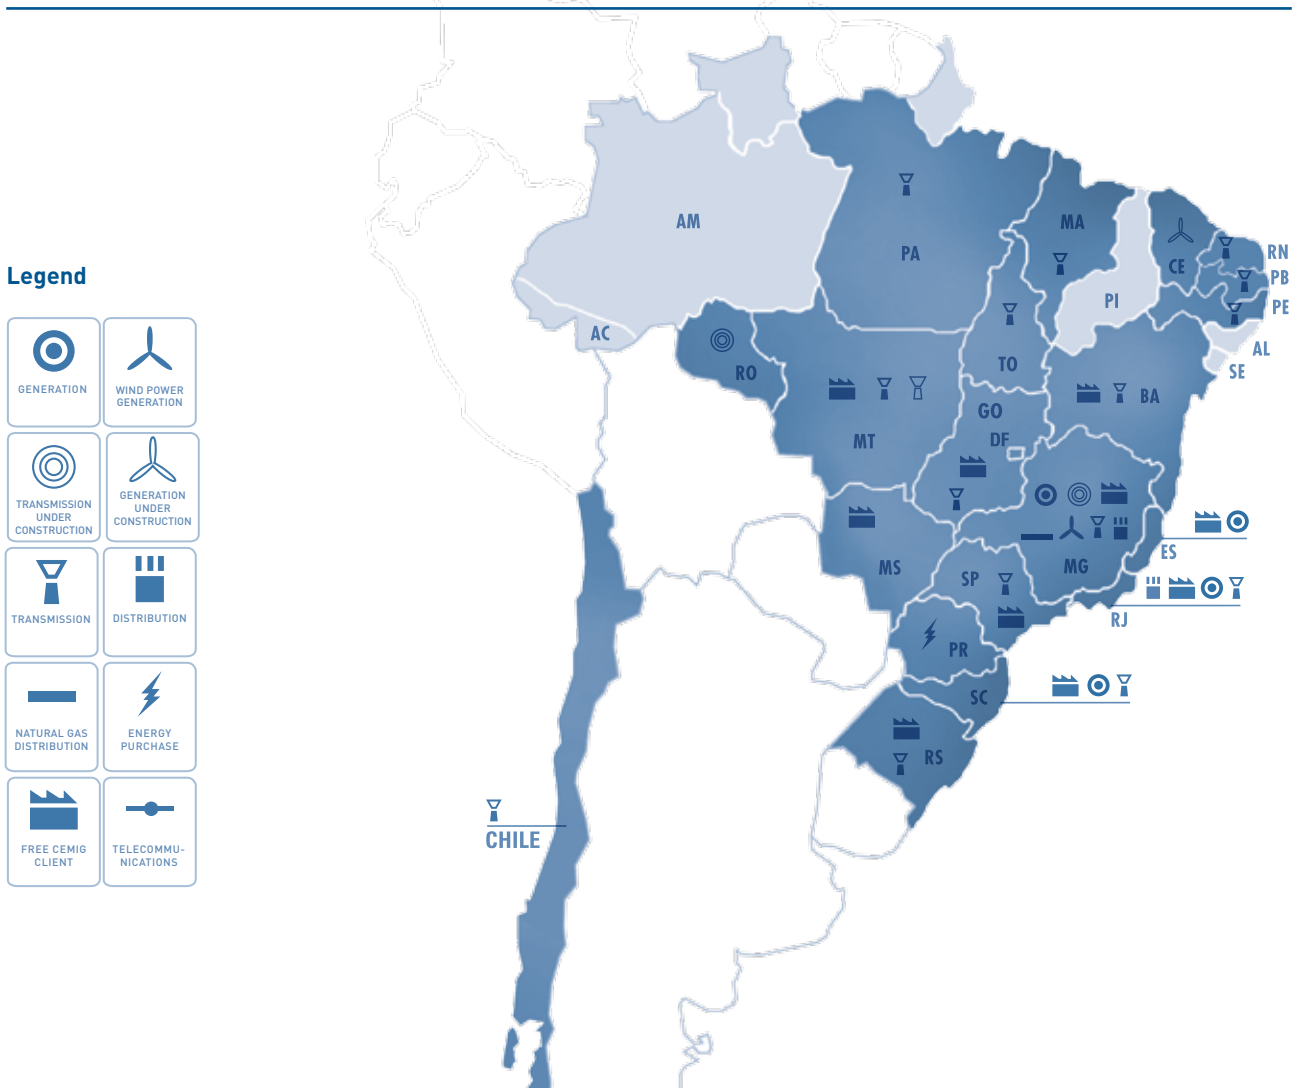 Legend
GENERATION
WIND POWER
GENERATION
TRANSMISSION
UNDER
CONSTRUCTION
GENERATION
UNDER
CONSTRUCTION
TRANSMISSION
DISTRIBUTION
NATURAL GAS
DISTRIBUTION
ENERGY
PURCHASE
FREE CEMIG
CLIENT
TELECOMMU-
NICATIONS
AM
PA
MA
CE
RN
PB
PE
PI
AC
AL
SE
RO
TO
BA
GO
DF
MT
ES
MS
SP
MG
RJ
PR
SC
RS
CHILE